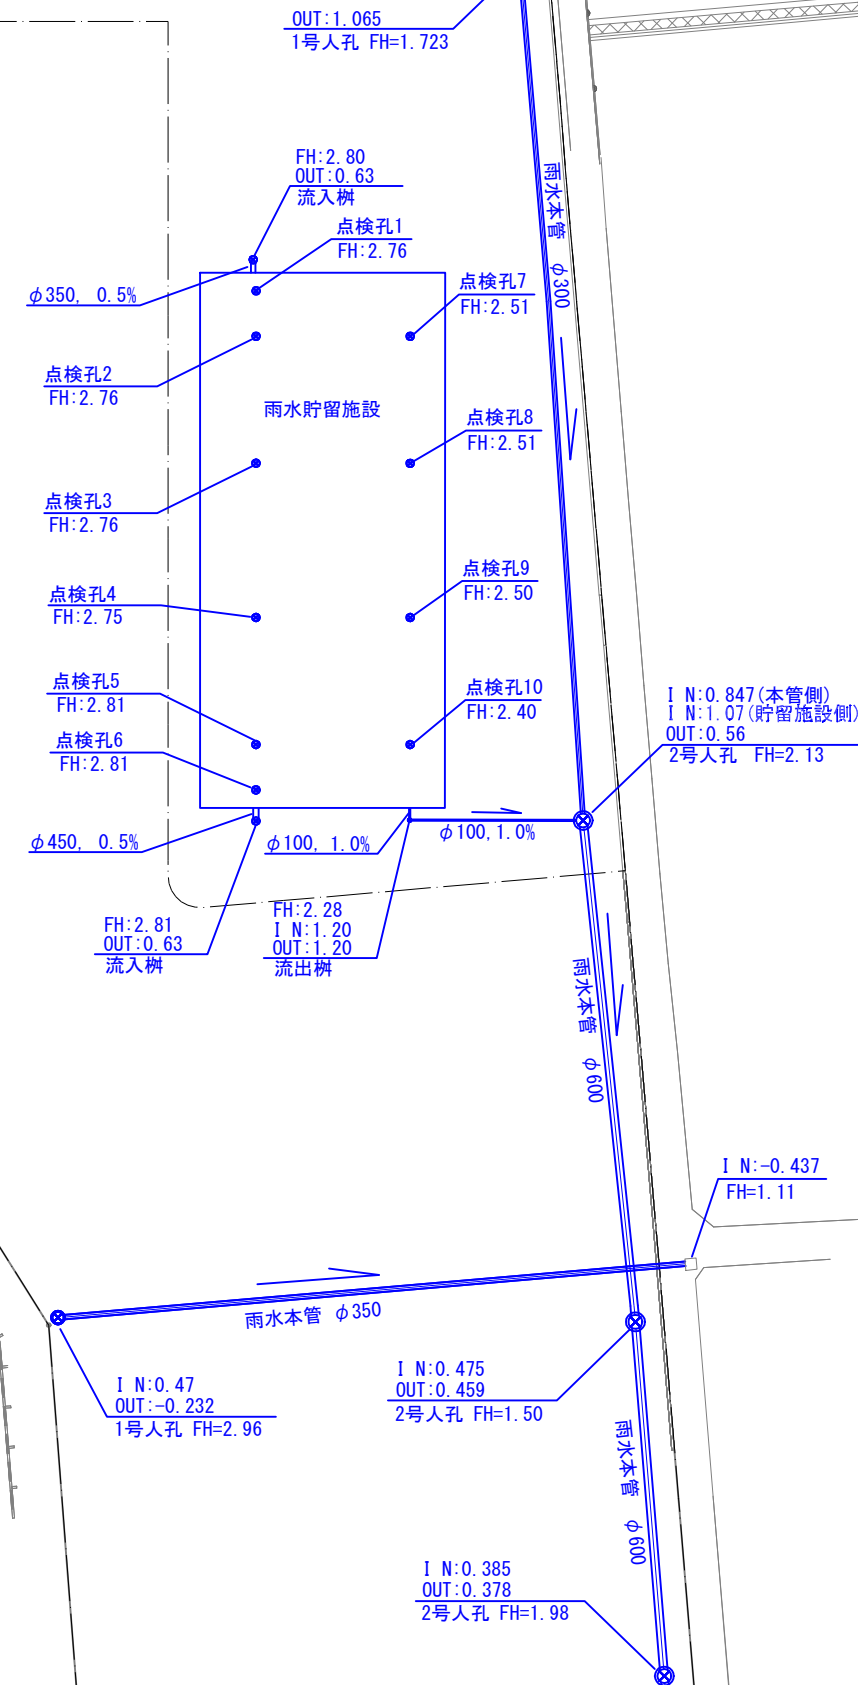 OUT:1.065
1号人孔 FH=1.723
雨水本管 φ300
FH:2.80
OUT:0.63
流入桝
点検孔1
FH:2.76
φ350, 0.5%
点検孔7
FH:2.51
点検孔2
FH:2.76
雨水貯留施設
点検孔8
FH:2.51
点検孔3
FH:2.76
点検孔9
FH:2.50
点検孔4
FH:2.75
点検孔5
FH:2.81
点検孔10
FH:2.40
点検孔6
FH:2.81
IN:0.847(本管側)
IN:1.07(貯留施設側)
OUT:0.56
2号人孔 FH=2.13
φ450, 0.5%
φ100, 1.0%
φ100,1.0%
FH:2.81
OUT:0.63
流入桝
FH:2.28
IN:1.20
OUT:1.20
流出桝
雨水本管 φ600
IN:-0.437
FH=1.11
雨水本管 φ350
IN:0.47
OUT:-0.232
1号人孔 FH=2.96
IN:0.475
OUT:0.459
2号人孔 FH=1.50
雨水本管 φ600
IN:0.385
OUT:0.378
2号人孔 FH=1.98